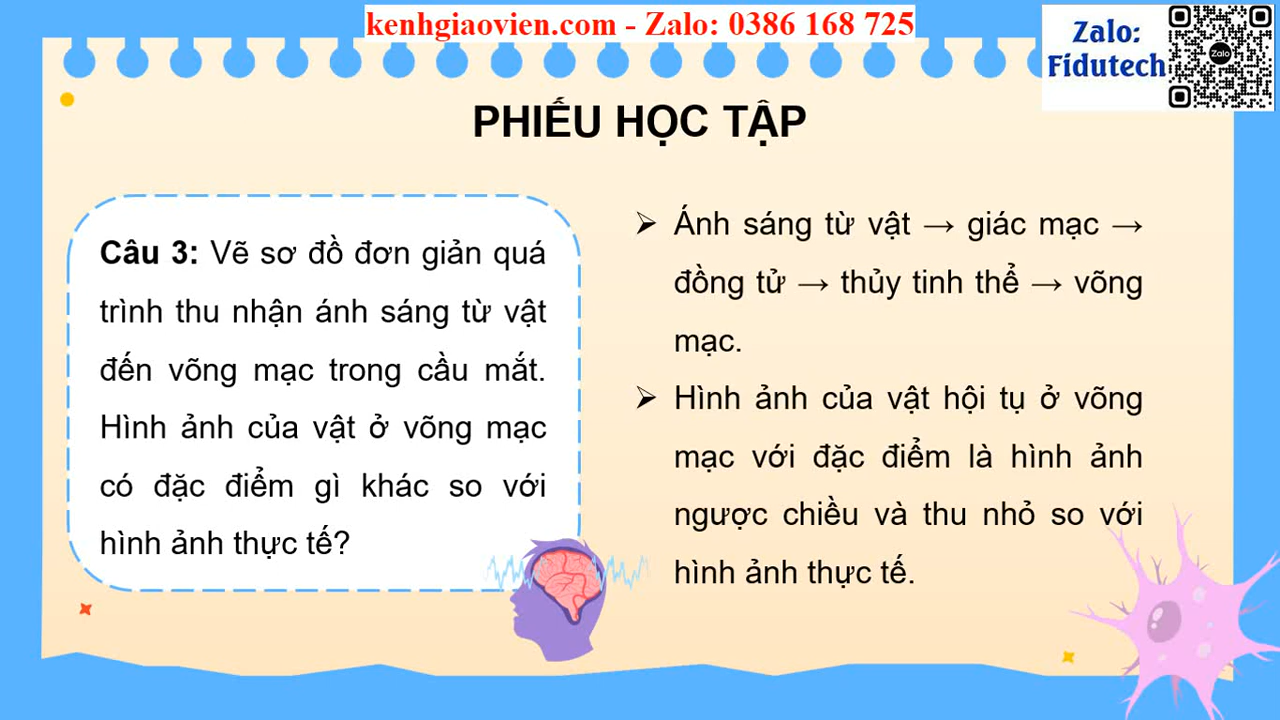 kenhgiaovien.com - Zalo: 0386 168 725
Zalo:
Fidutech
Zalo
PHIẾU HỌC TẬP
Câu 3: Vẽ sơ đồ đơn giản quá
trình thu nhận ánh sáng từ vật
đến võng mạc trong cầu mắt.
Hình ảnh của vật ở võng mạc
có đặc điểm gì khác so với
hình ảnh thực tế?
➢ Ánh sáng từ vật → giác mạc →
đồng tử → thủy tinh thể → võng
mạc.
➢ Hình ảnh của vật hội tụ ở võng
mạc với đặc điểm là hình ảnh
ngược chiều và thu nhỏ so với
hình ảnh thực tế.